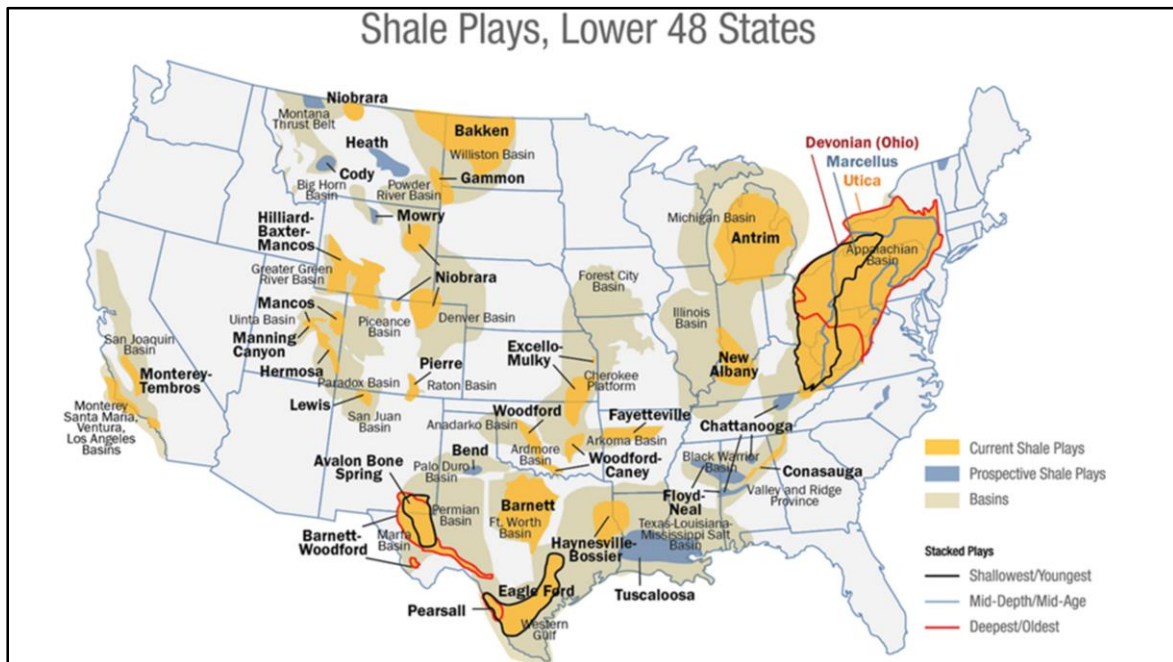 Shale Plays, Lower 48 States
Niobrara
Montana
Thrust Belt
Bakken
Heath
Williston Basin
Cody
Gammon
Big Horn
Basin
Powder
River Basin
Mowry
Hilliard-
Baxter-
Mancos
Greater Green
River Basin
Niobrara
Mancos
Uinta Basin
Piceance
Basin
Denver Basin
Manning
Canyon
Hermosa
Paradox Basin
Pierre
Raton Basin
Lewis
San Juan
Basin
San Joaquin
Basin
Monterey-
Tembros
Monterey
Santa Maria,
Ventura,
Los Angeles
Basins
Devonian (Ohio)
Marcellus
Utica
Michigan Basin
Antrim
Appalachian
Basin
Forest City
Basin
Illinois
Basin
Excello-
Mulky
Cherokee
Platform
New
Albany
Woodford
Anadarko Basin
Fayetteville
Arkoma Basin
Ardmore
Basin
Woodford-
Caney
Chattanooga
Black Warrior
Basin
Conasauga
Floyd-
Neal
Valley and Ridge
Province
Bend
Palo Duro
Basin
Avalon Bone
Spring
Permian
Basin
Barnett
Ft. Worth
Basin
Barnett-
Woodford
Marfa
Basin
Haynesville-
Bossier
Texas-Louisiana-
Mississippi Salt
Basin
Tuscaloosa
Eagle Ford
Pearsall
Western
Gulf
Current Shale Plays
Prospective Shale Plays
Basins
Stacked Plays
Shallowest/Youngest
Mid-Depth/Mid-Age
Deepest/Oldest